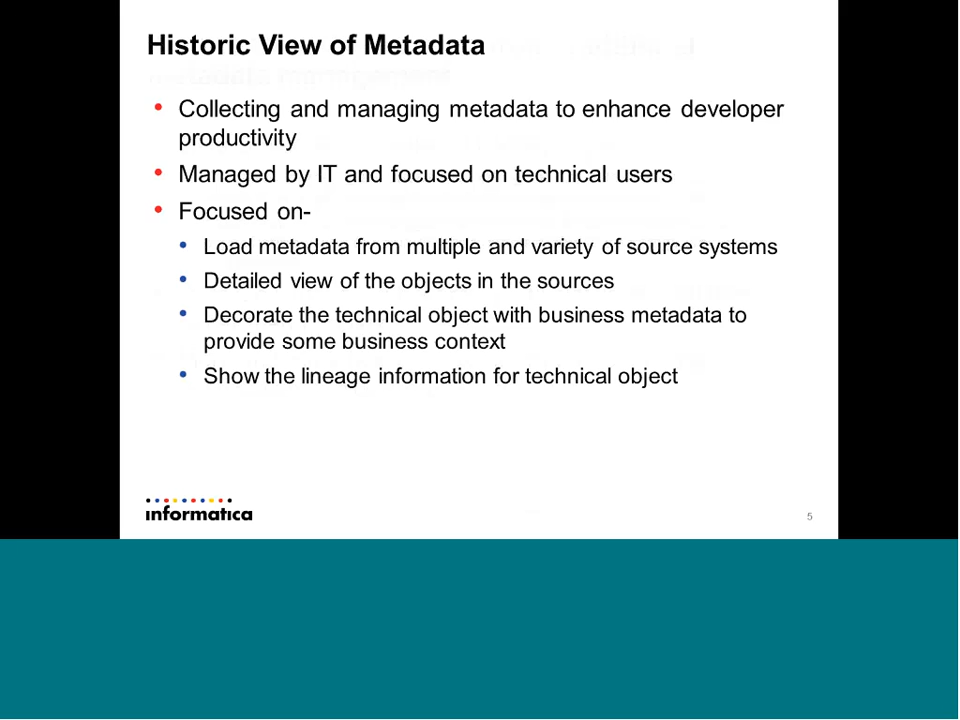 Historic View of Metadata
• Collecting and managing metadata to enhance developer
productivity
• Managed by IT and focused on technical users
• Focused on-
• Load metadata from multiple and variety of source systems
• Detailed view of the objects in the sources
• Decorate the technical object with business metadata to
provide some business context
• Show the lineage information for technical object
informatica
5